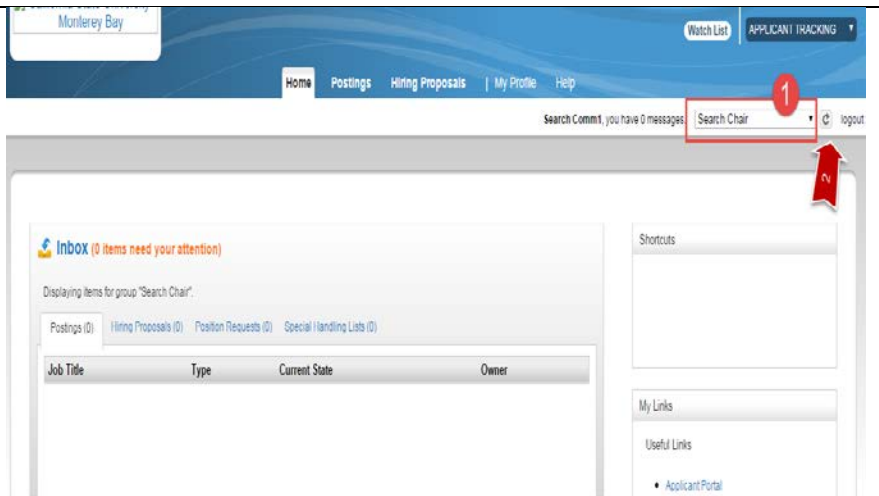 Monterey Bay
Watch List APPLICANT TRACKING
Home Postings Hiring Proposals | My Profile Help
1
Search Comm1, you have 0 messages. Search Chair logout
2
Inbox (0 items need your attention)
Shortcuts
Displaying items for group "Search Chair".
Postings (0) Hiring Proposals (0) Position Requests (0) Special Handling Lists (0)
Job Title Type Current State Owner
My Links
Useful Links
• Applicant Portal